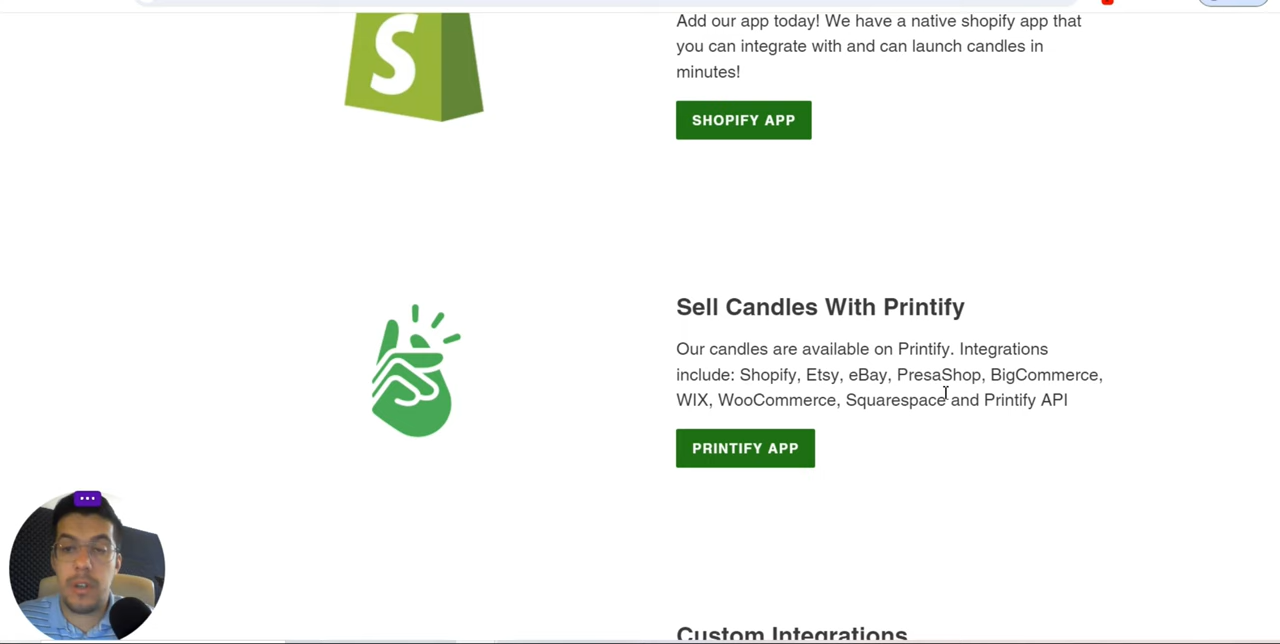 S
Add our app today! We have a native shopify app that
you can integrate with and can launch candles in
minutes!
SHOPIFY APP
Sell Candles With Printify
Our candles are available on Printify. Integrations
include: Shopify, Etsy, eBay, PresaShop, BigCommerce,
WIX, WooCommerce, Squarespace and Printify API
PRINTIFY APP
Custom Integrations